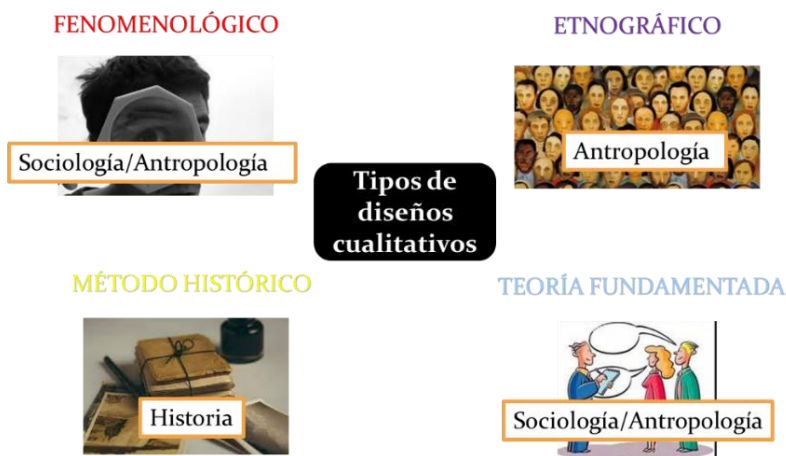 FENOMENOLÓGICO
ETNOGRÁFICO
Sociología/Antropología
Antropología
Tipos de
diseños
cualitativos
MÉTODO HISTÓRICO
TEORÍA FUNDAMENTADA
Historia
Sociología/Antropología